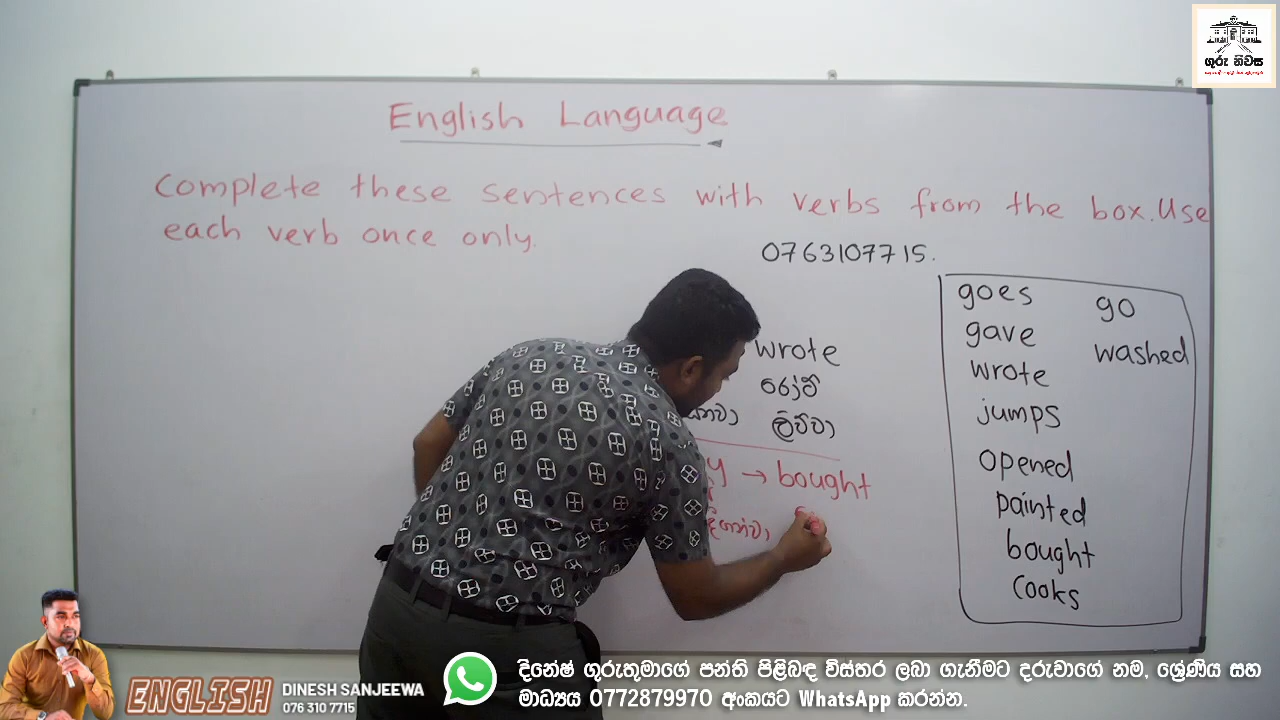 ගුරු නිවස
English Language
Complete these sentences with verbs from the box. Use
each verb once only.
0763107715.
wrote
රෝට්
ලිව්වා
→ bought
goes go
gave washed
wrote
jumps
opened
painted
bought
cooks
ENGLISH
DINESH SANJEEWA
076 310 7715
දිනේෂ් ගුරුතුමාගේ පන්ති පිළිබඳ විස්තර ලබා ගැනීමට දරුවාගේ නම, ශ්‍රේණිය සහ
මාධ්‍යය 0772879970 අංකයට WhatsApp කරන්න.